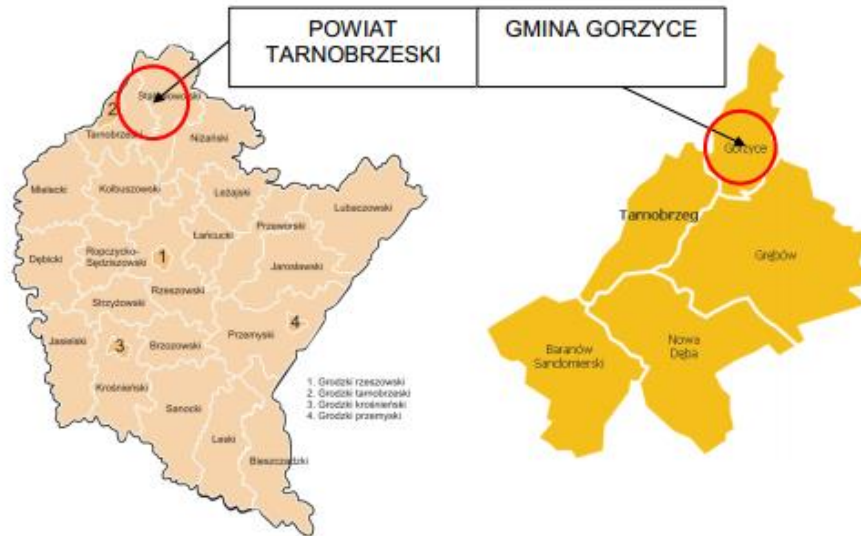 POWIAT
TARNOBRZESKI
GMINA GORZYCE
2
Tarnobrzeski
Niżański
Mielecki
Kolbuszowski
Leżajski
Lubaczowski
Łańcucki
Przeworski
Dębicki
Ropczycko-
Sędziszowski
1
Jarosławski
Rzeszowski
Strzyżowski
Jasielski
3
Brzozowski
Przemyski
4
Krośnieński
Sanocki
Leski
Bieszczadzki
1. Grodzki rzeszowski
2. Grodzki tarnobrzeski
3. Grodzki krośnieński
4. Grodzki przemyski
Gorzyce
Tarnobrzeg
Grębów
Baranów
Sandomierski
Nowa
Dęba